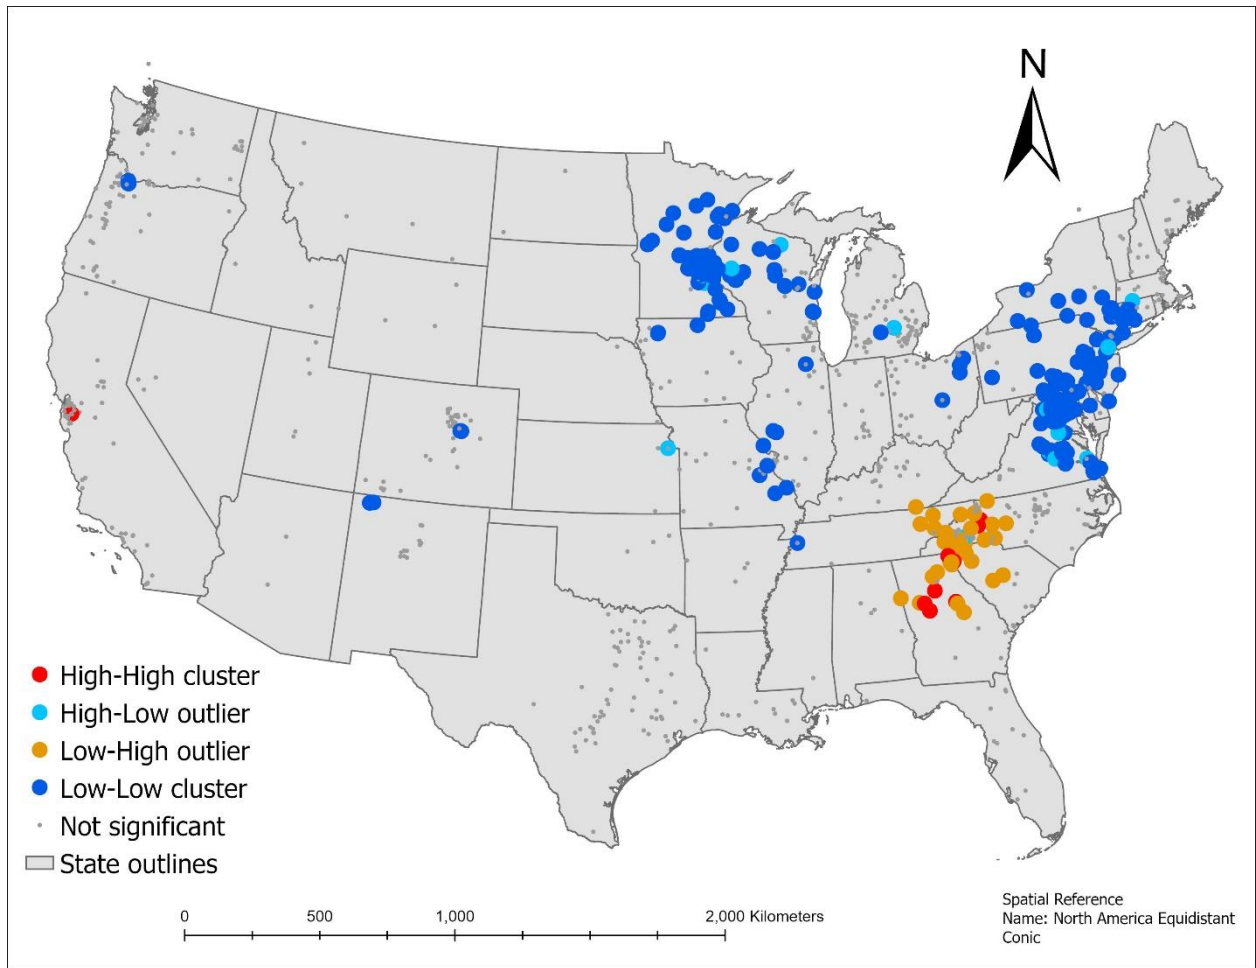 N
High-High cluster
High-Low outlier
Low-High outlier
Low-Low cluster
Not significant
State outlines
0 500 1,000 2,000 Kilometers
Spatial Reference
Name: North America Equidistant
Conic